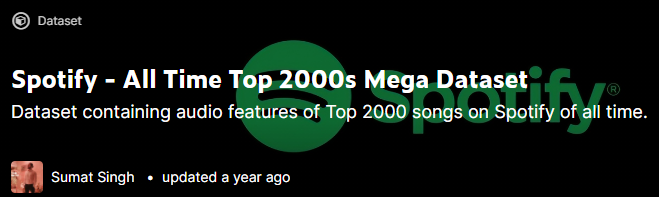 Dataset
Spotify - All Time Top 2000s Mega Dataset
Spotify®
Dataset containing audio features of Top 2000 songs on Spotify of all time.
Sumat Singh • updated a year ago